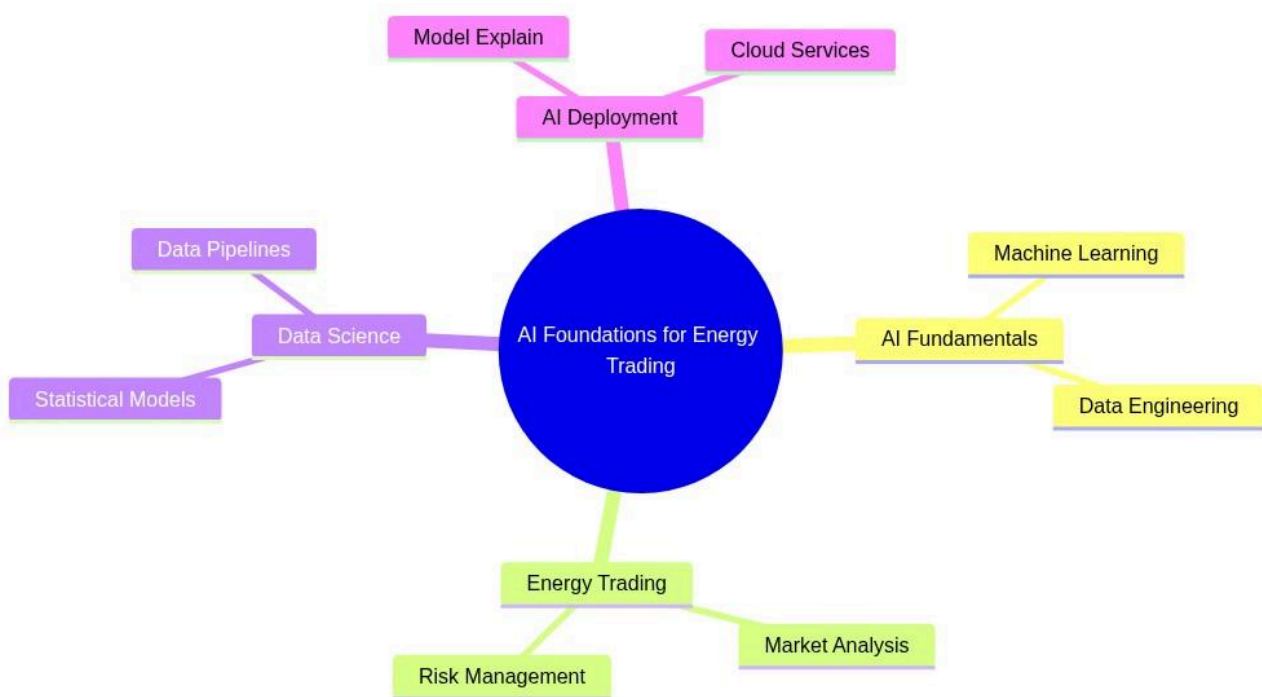 Model Explain
Cloud Services
AI Deployment
Data Pipelines
Machine Learning
Data Science
AI Foundations for Energy
Trading
AI Fundamentals
Statistical Models
Data Engineering
Energy Trading
Market Analysis
Risk Management